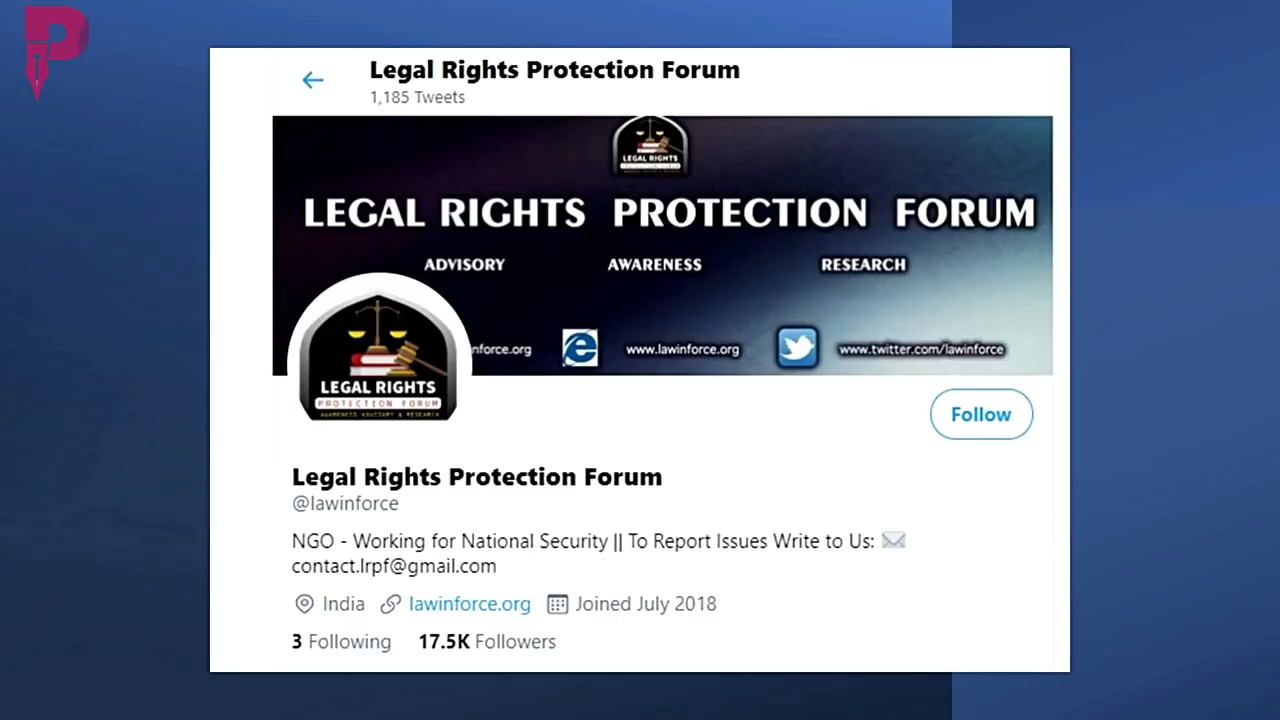 Legal Rights Protection Forum
1,185 Tweets
LEGAL RIGHTS
LEGAL RIGHTS PROTECTION FORUM
ADVISORY AWARENESS RESEARCH
nforce.org www.lawinforce.org www.twitter.com/lawinforce
LEGAL RIGHTS
PROTECTION FORUM
AWARENESS ADVISORY & RESEARCH
Follow
Legal Rights Protection Forum
@lawinforce
NGO - Working for National Security || To Report Issues Write to Us:
contact.lrpf@gmail.com
India lawinforce.org Joined July 2018
3 Following 17.5K Followers